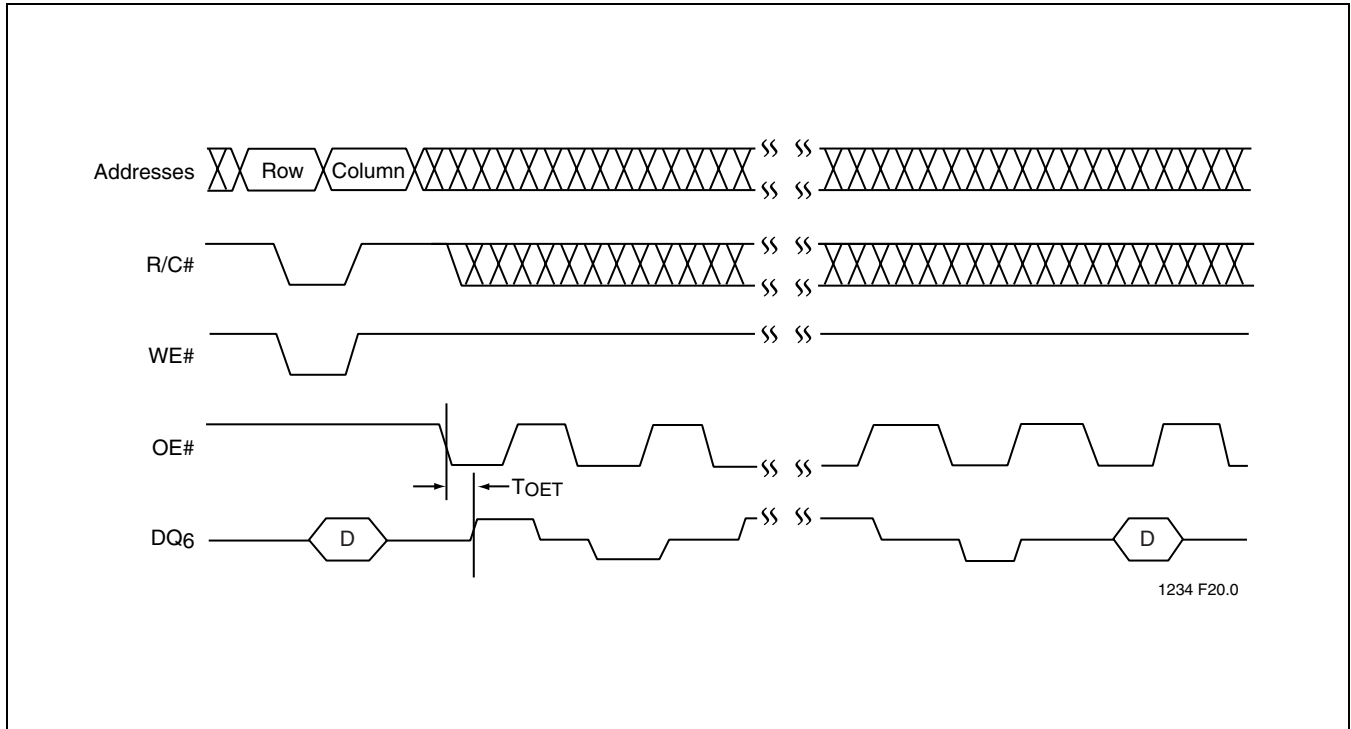 Addresses Row Column
R/C#
WE#
OE#
TOET
DQ6 D D
1234 F20.0